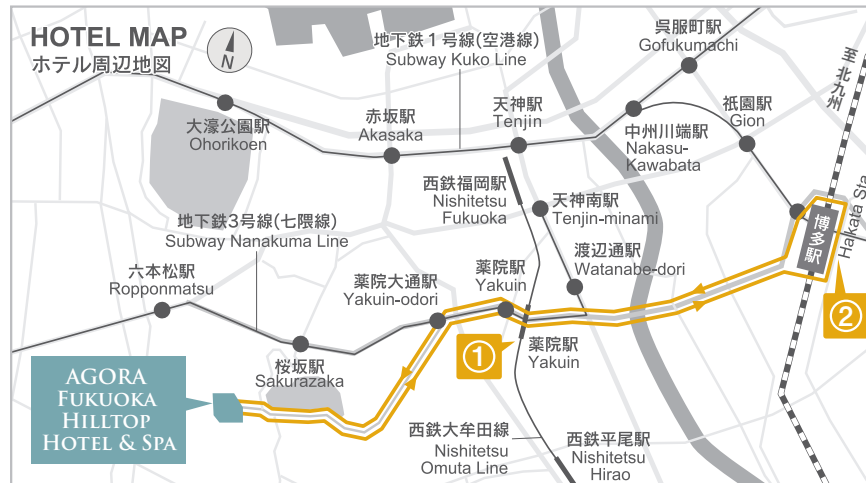 HOTEL MAP
ホテル周辺地図
N
地下鉄1号線(空港線)
Subway Kuko Line
呉服町駅
Gofukumachi
至 北九州
大濠公園駅
Ohorikoen
赤坂駅
Akasaka
天神駅
Tenjin
中州川端駅
Nakasu-
Kawabata
祇園駅
Gion
西鉄福岡駅
Nishitetsu
Fukuoka
天神南駅
Tenjin-minami
博多駅
Hakata Sta.
地下鉄3号線(七隈線)
Subway Nanakuma Line
渡辺通駅
Watanabe-dori
六本松駅
Ropponmatsu
薬院大通駅
Yakuin-odori
薬院駅
Yakuin
②
①
薬院駅
Yakuin
桜坂駅
Sakurazaka
AGORA
FUKUOKA
HILLTOP
HOTEL & SPA
西鉄大牟田線
Nishitetsu
Omuta Line
西鉄平尾駅
Nishitetsu
Hirao